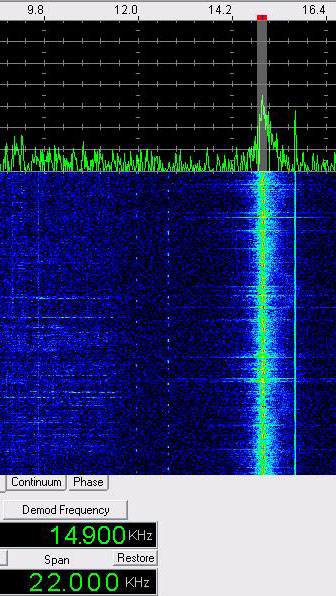 9.8 12.0 14.2 16.4
Continuum Phase
Demod Frequency
14.900 KHz
Span Restore
22.000 KHz